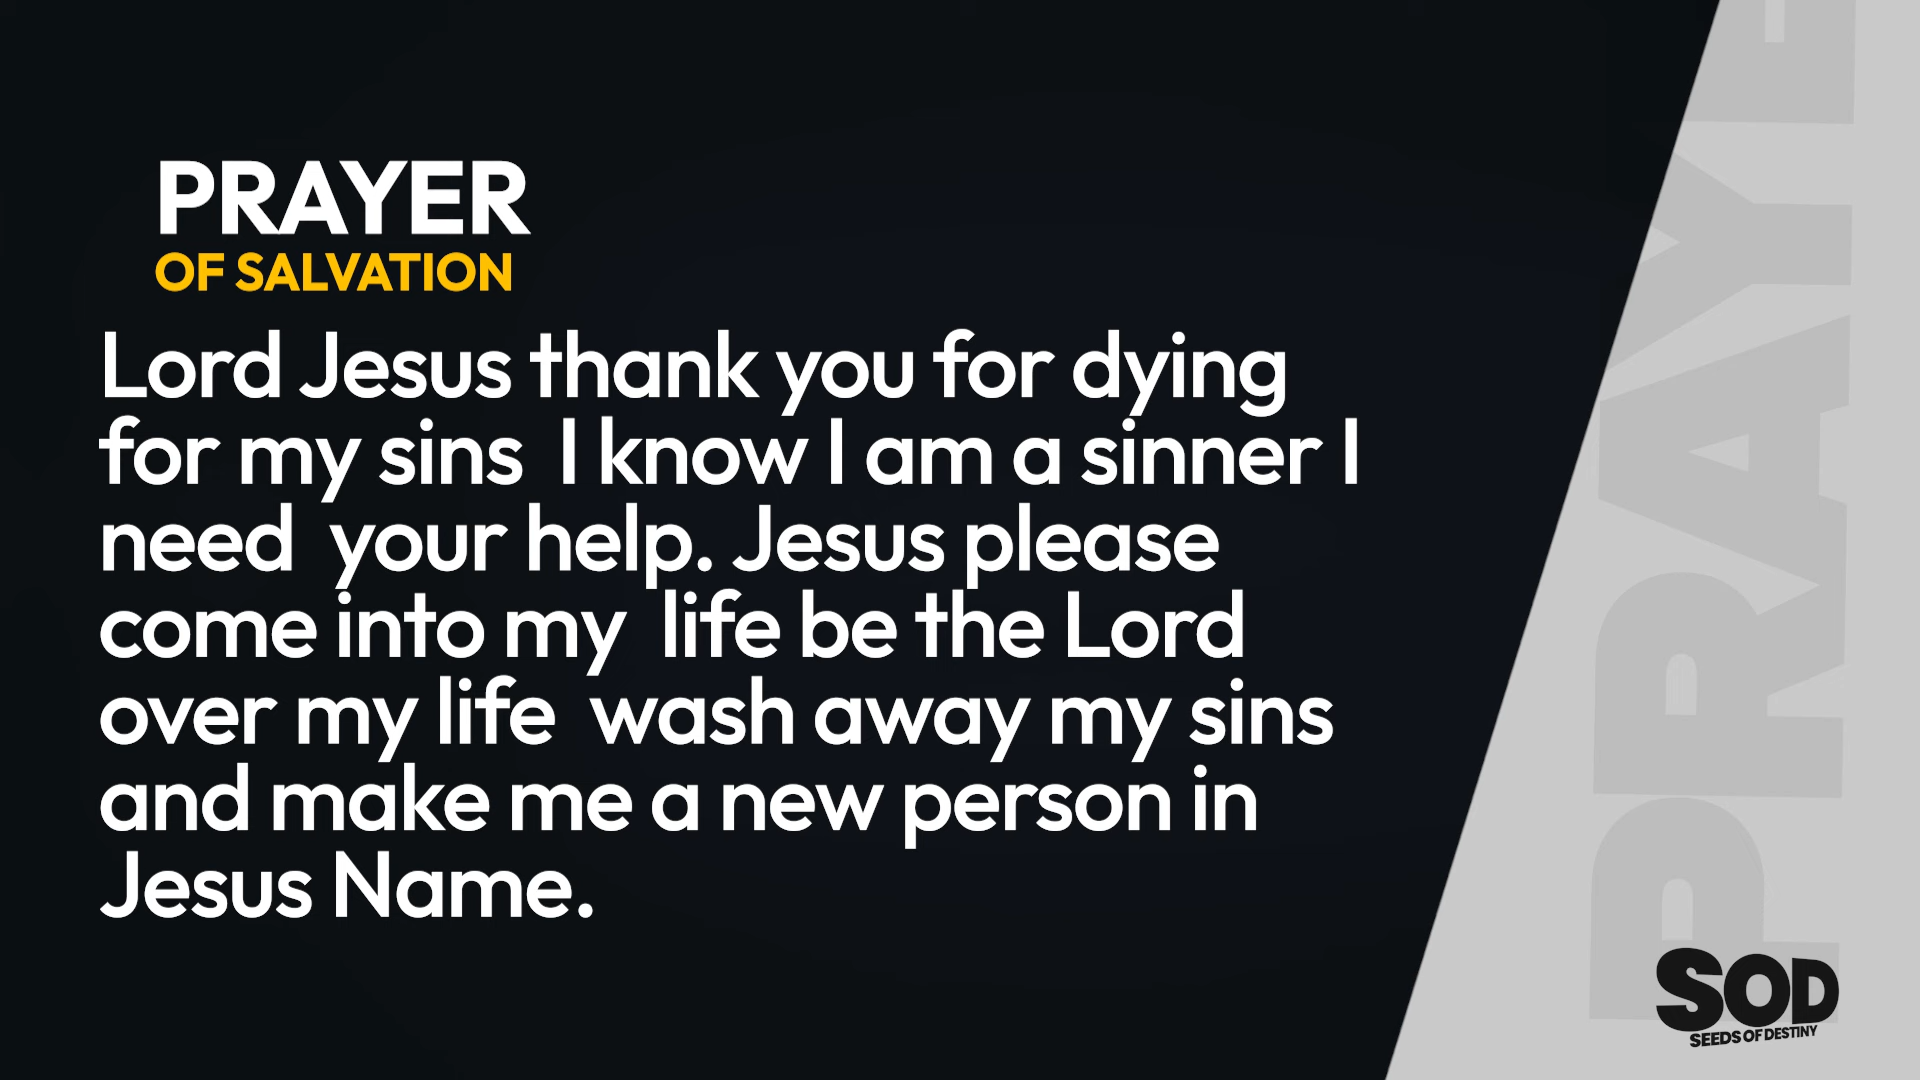 PRAYER
OF SALVATION
Lord Jesus thank you for dying
for my sins  I know I am a sinner I
need  your help. Jesus please
come into my  life be the Lord
over my life  wash away my sins
and make me a new person in
Jesus Name.
PRAYE
SOD
SEEDS OF DESTINY